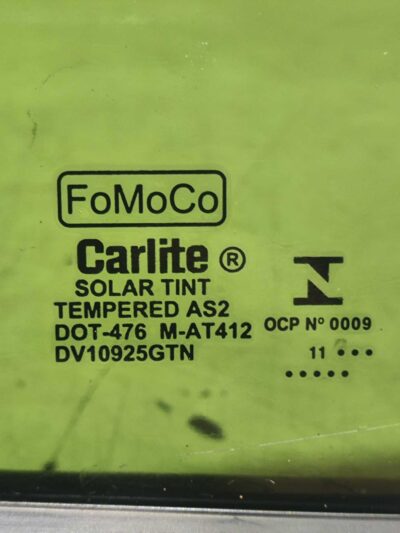 FoMoCo
Carlite ®
SOLAR TINT
TEMPERED AS2
DOT-476 M-AT412
DV10925GTN
OCP Nº 0009
11 • • •
• • • • •